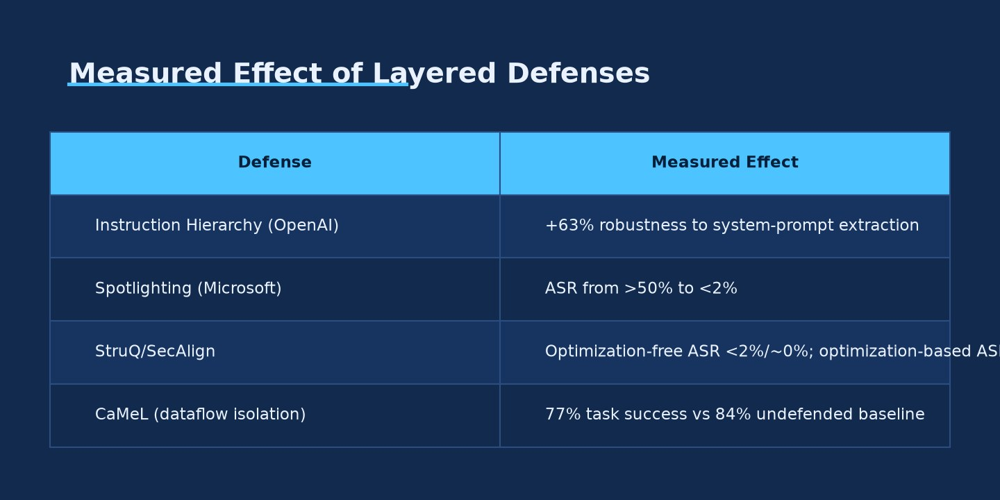 Measured Effect of Layered Defenses
Defense
Measured Effect
Instruction Hierarchy (OpenAI)
+63% robustness to system-prompt extraction
Spotlighting (Microsoft)
ASR from >50% to <2%
StruQ/SecAlign
Optimization-free ASR <2%/~0%; optimization-based
CaMeL (dataflow isolation)
77% task success vs 84% undefended baseline